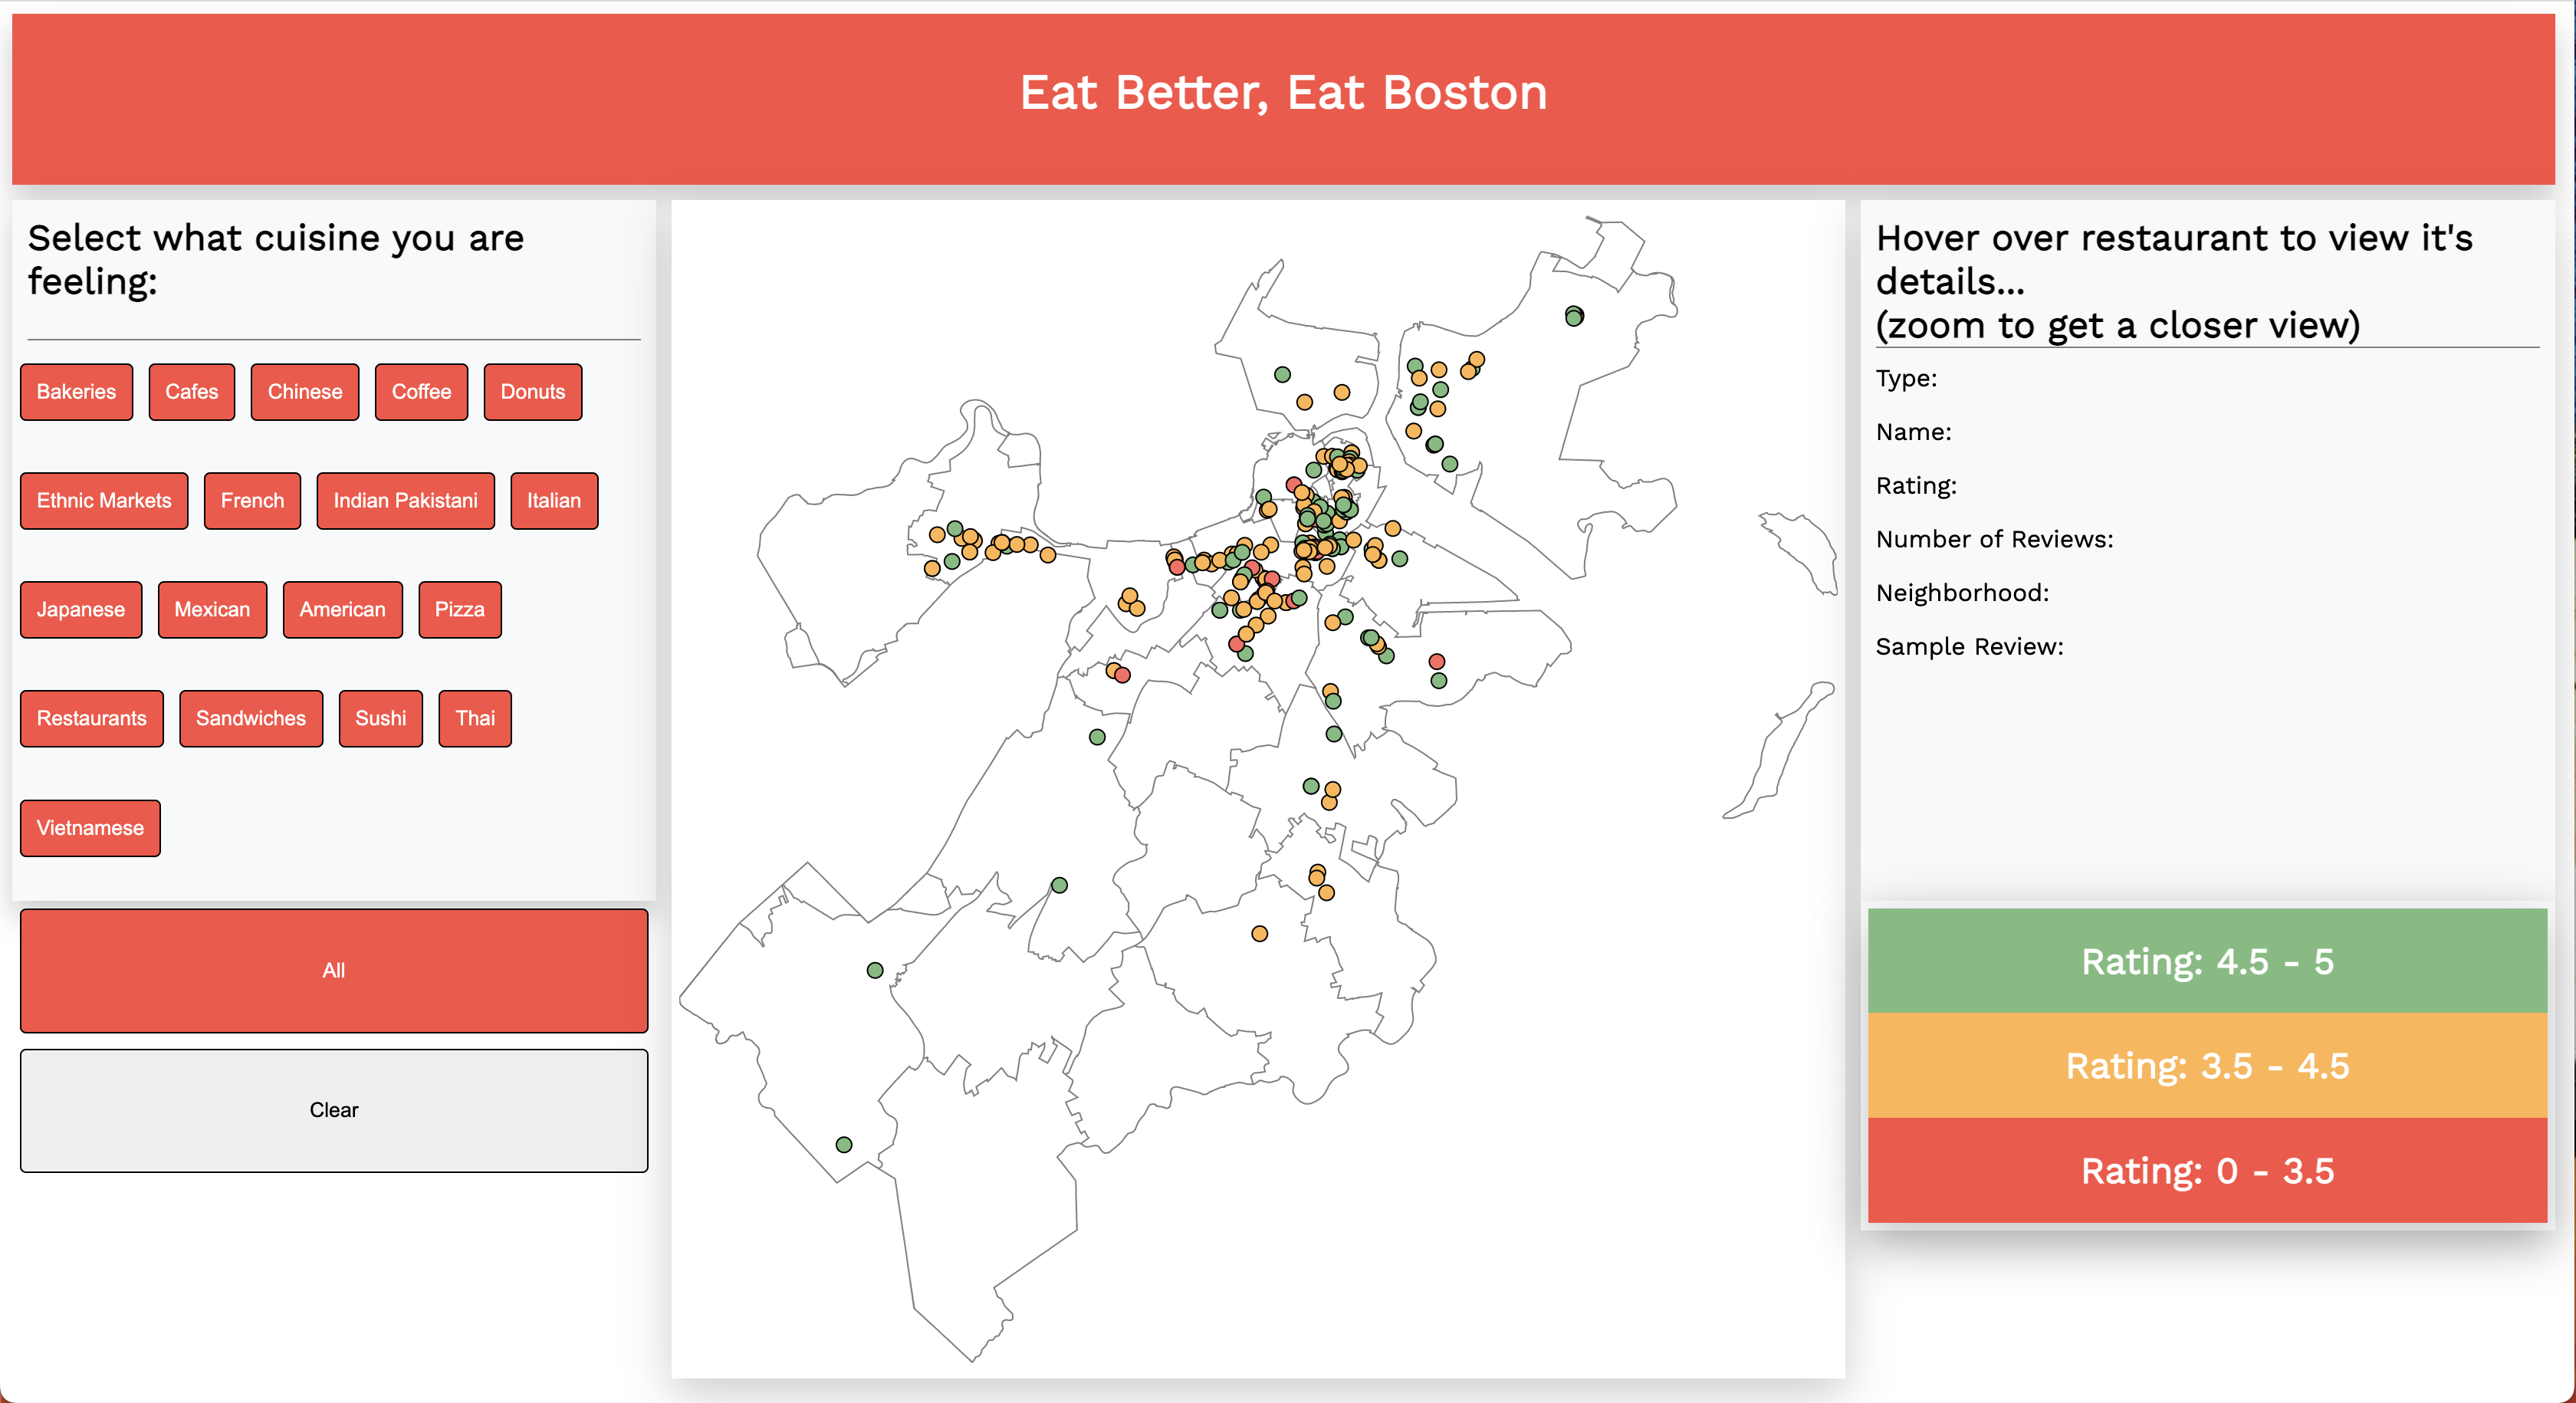 Eat Better, Eat Boston
Select what cuisine you are
feeling:
Bakeries Cafes Chinese Coffee Donuts
Ethnic Markets French Indian Pakistani Italian
Japanese Mexican American Pizza
Restaurants Sandwiches Sushi Thai
Vietnamese
All
Clear
Hover over restaurant to view it's
details...
(zoom to get a closer view)
Type:
Name:
Rating:
Number of Reviews:
Neighborhood:
Sample Review:
Rating: 4.5 - 5
Rating: 3.5 - 4.5
Rating: 0 - 3.5